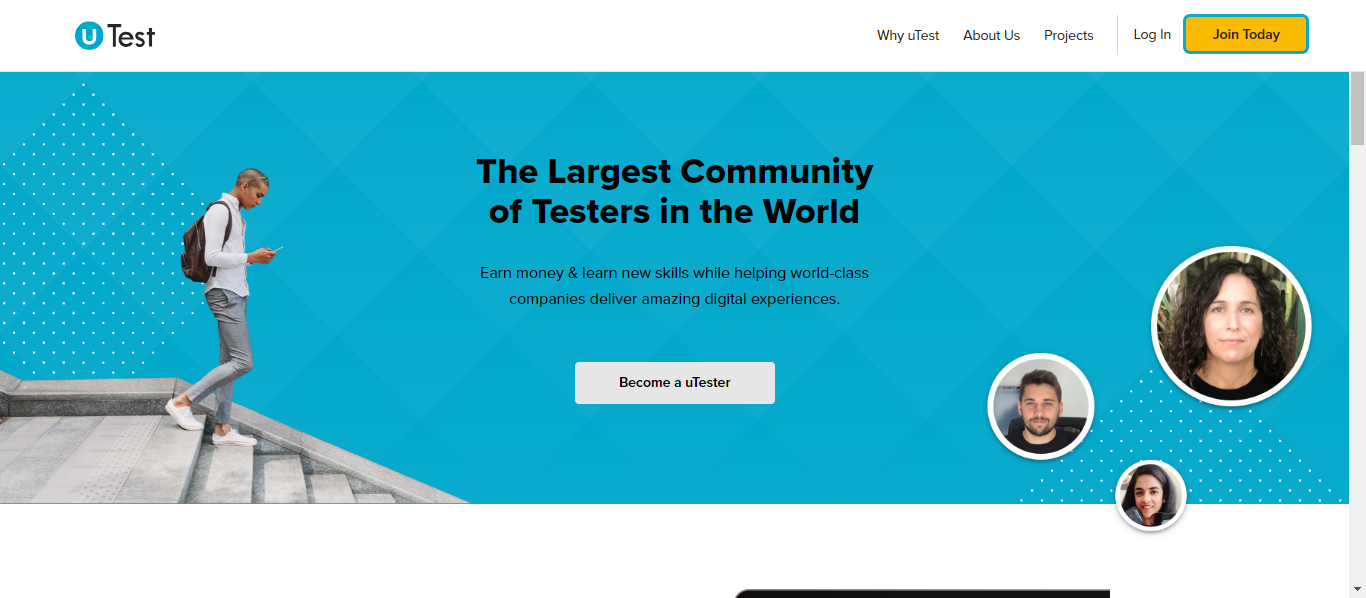 uTest
Why uTest
About Us
Projects
Log In
Join Today
The Largest Community
of Testers in the World
Earn money & learn new skills while helping world-class
companies deliver amazing digital experiences.
Become a uTester